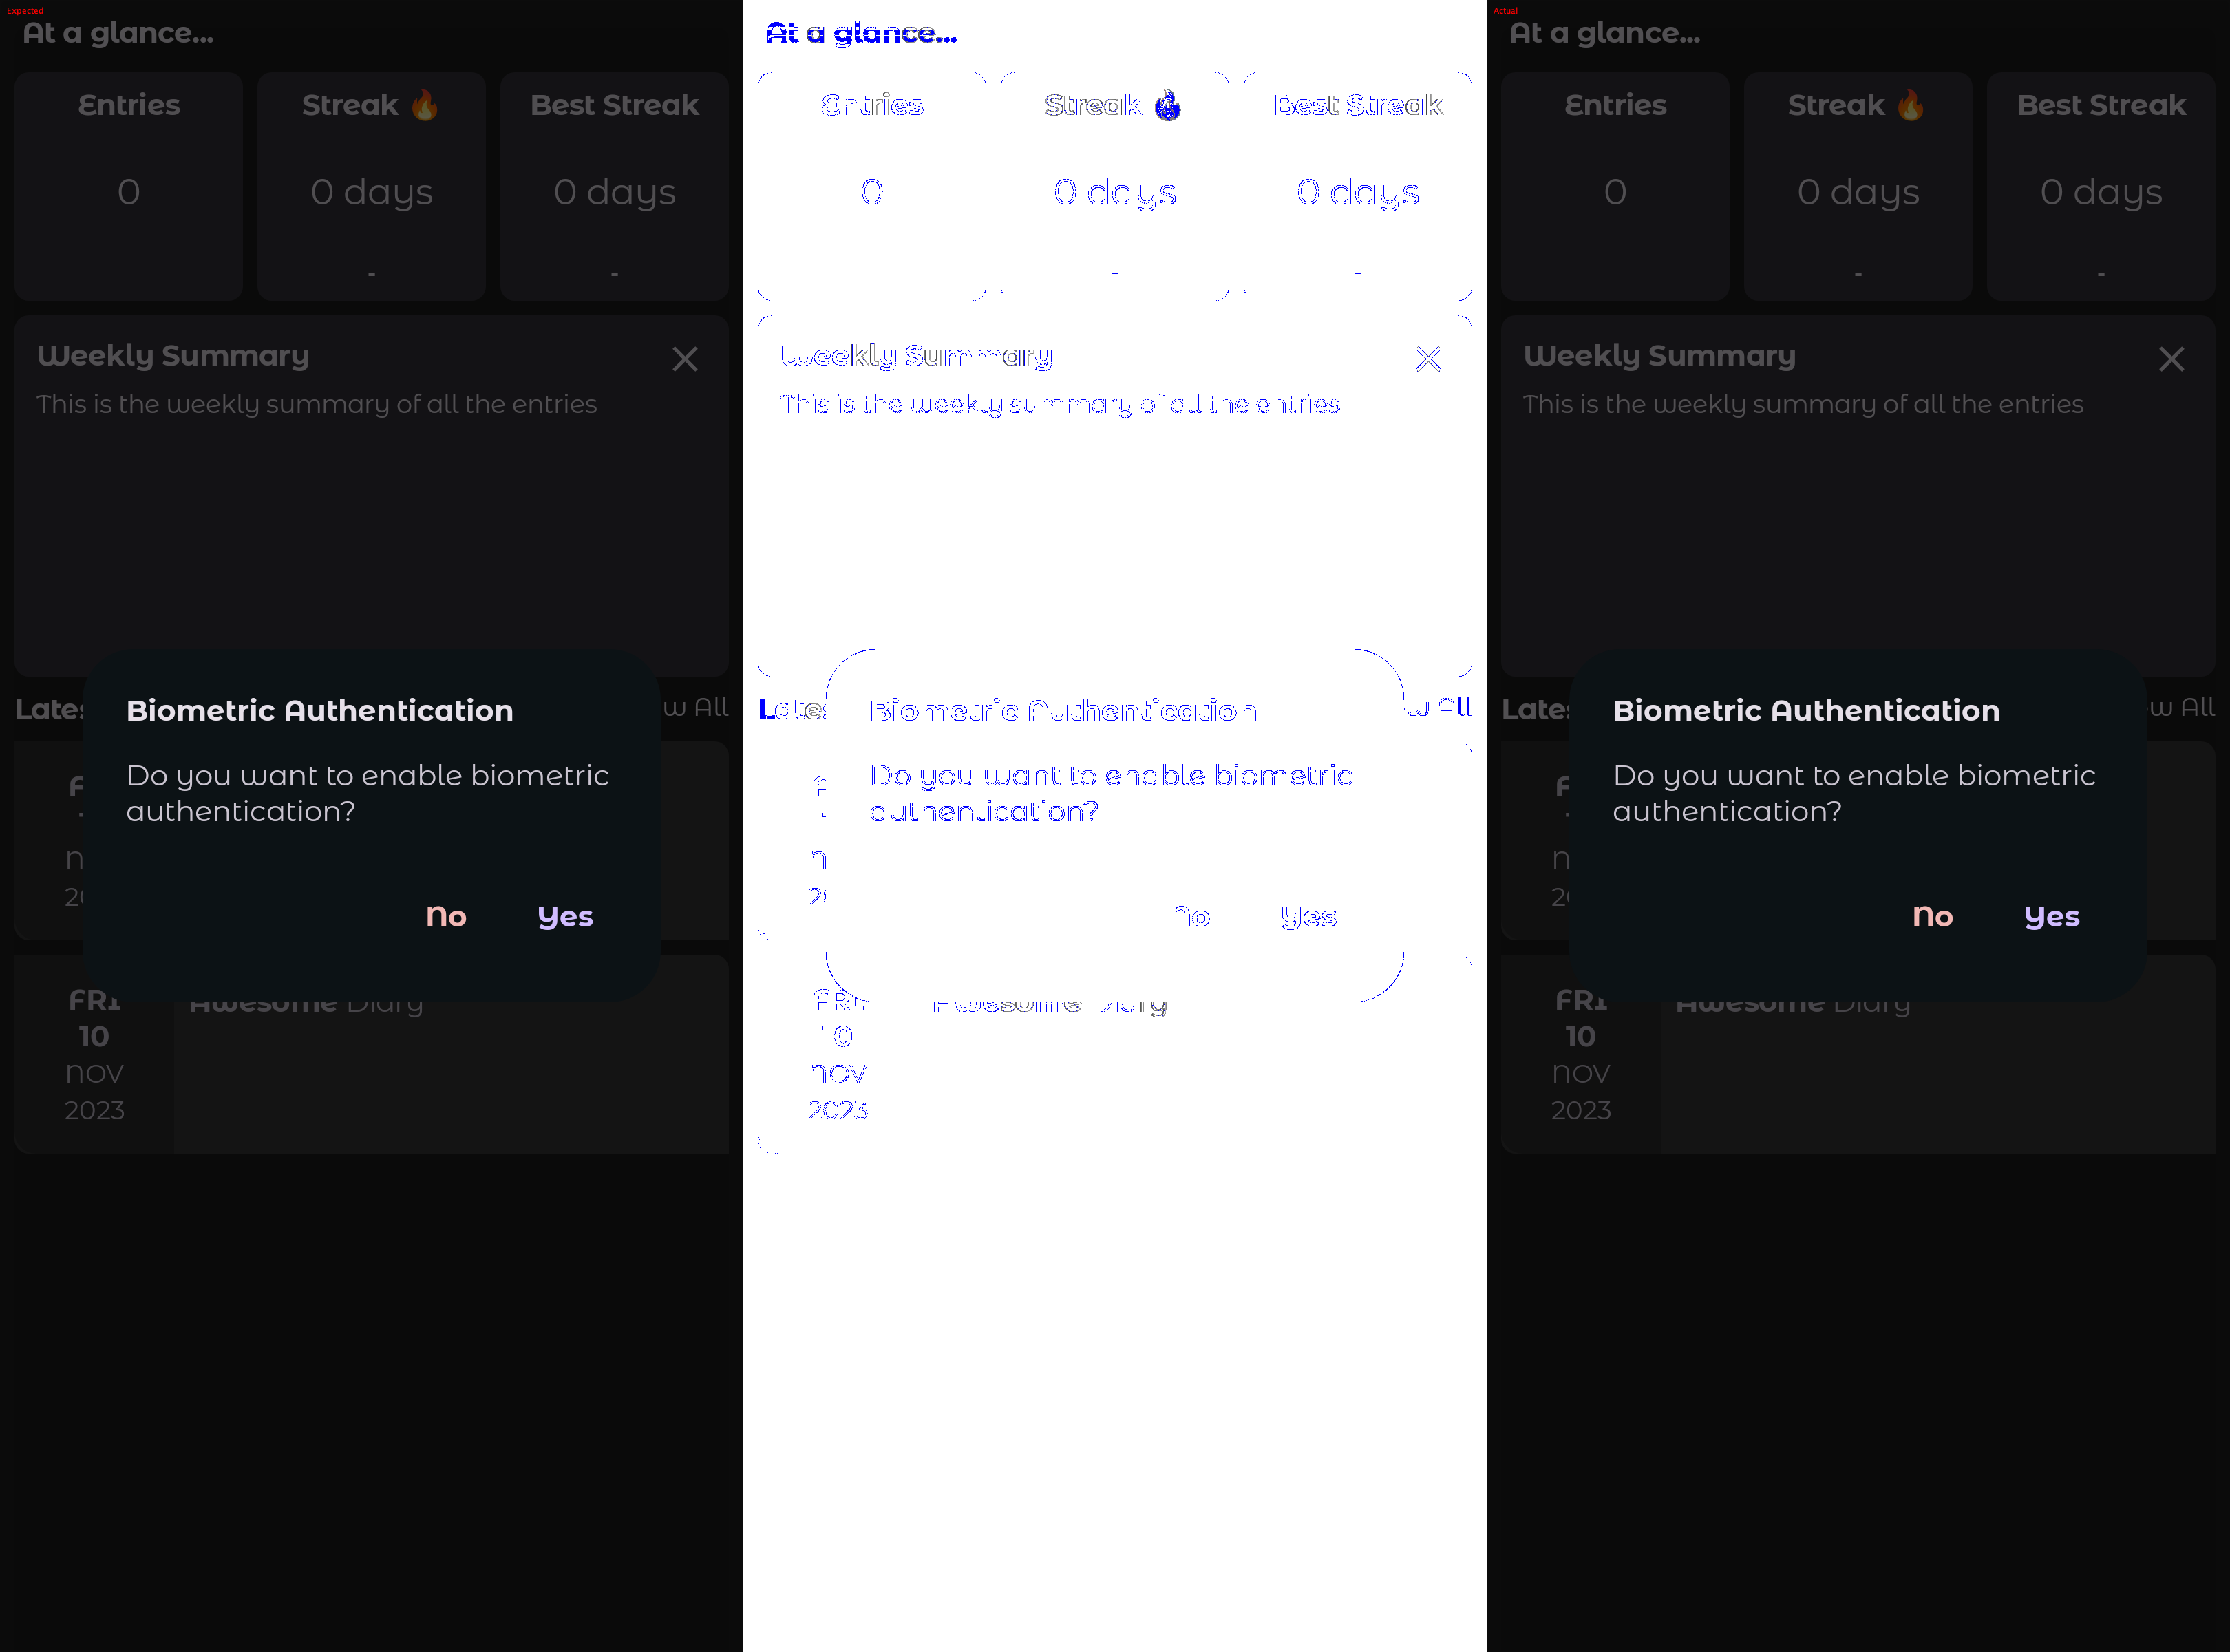 Expected
At a glance...
Entries
Streak 🔥
Best Streak
0
0 days
0 days
-
-
Weekly Summary
This is the weekly summary of all the entries
Biometric Authentication
Do you want to enable biometric
authentication?
No
Yes
All
FRI
10
NOV
2023
Awesome Diary
At a glance...
Entries
Streak 🔥
Best Streak
0
0 days
0 days
-
-
Weekly Summary
This is the weekly summary of all the entries
Biometric Authentication
Do you want to enable biometric
authentication?
No
Yes
All
FRI
10
NOV
2023
Awesome Diary
Actual
At a glance...
Entries
Streak 🔥
Best Streak
0
0 days
0 days
-
-
Weekly Summary
This is the weekly summary of all the entries
Biometric Authentication
Do you want to enable biometric
authentication?
No
Yes
All
FRI
10
NOV
2023
Awesome Diary